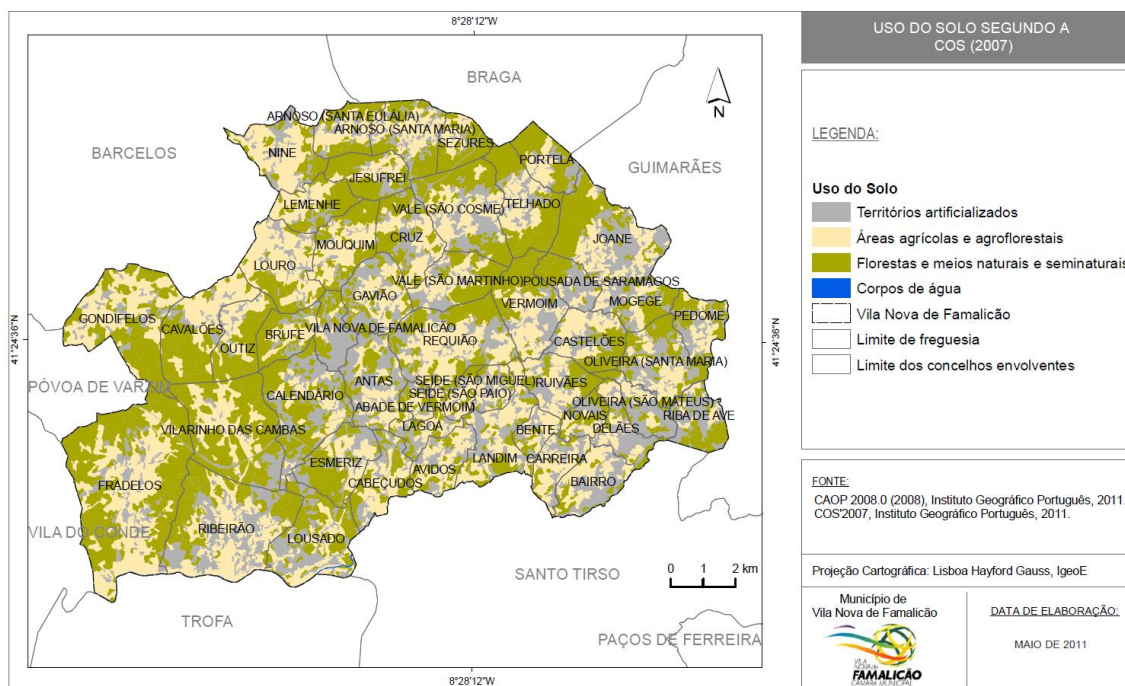 8°28'12"W
BRAGA
N
BARCELOS
GUIMARÃES
ARNOSO (SANTA EULÁLIA)
ARNOSO (SANTA MARIA)
NINE
SEZURES
PORTELA
JESUFREI
LEMENHE
VALE (SÃO COSME)
TELHADO
MOUQUIM
CRUZ
JOANE
LOURO
VALE (SÃO MARTINHO)
POUSADA DE SARAMAGOS
GAVIÃO
VERMOIM
MOGEGE
GONDIFELOS
CAVALÕES
PEDOME
41°24'36"N
BRUFE
VILA NOVA DE FAMALICÃO
REQUIÃO
CASTELÕES
41°24'36"N
OUTIZ
OLIVEIRA (SANTA MARIA)
PÓVOA DE VARZIM
CALENDÁRIO
ANTAS
SEIDE (SÃO MIGUEL)
RUIVÃES
SEIDE (SÃO PAIO)
ABADE DE VERMOIM
OLIVEIRA (SÃO MATEUS)
NOVAIS
RIBA DE AVE
VILARINHO DAS CAMBAS
LAGOA
BENTE
DELÃES
ESMERIZ
AVIDOS
LANDIM
CARREIRA
FRADELOS
CABEÇUDOS
BAIRRO
VILA DO CONDE
RIBEIRÃO
LOUSADO
SANTO TIRSO
0 1 2 km
TROFA
PAÇOS DE FERREIRA
8°28'12"W
USO DO SOLO SEGUNDO A
COS (2007)
LEGENDA:
Uso do Solo
Territórios artificializados
Áreas agrícolas e agroflorestais
Florestas e meios naturais e seminaturais
Corpos de água
Vila Nova de Famalicão
Limite de freguesia
Limite dos concelhos envolventes
FONTE:
CAOP 2008.0 (2008), Instituto Geográfico Português, 2011.
COS'2007, Instituto Geográfico Português, 2011.
Projeção Cartográfica: Lisboa Hayford Gauss, IgeoE
Município de
Vila Nova de Famalicão
VILA
NOVA de
FAMALICÃO
CÂMARA MUNICIPAL
DATA DE ELABORAÇÃO:
MAIO DE 2011